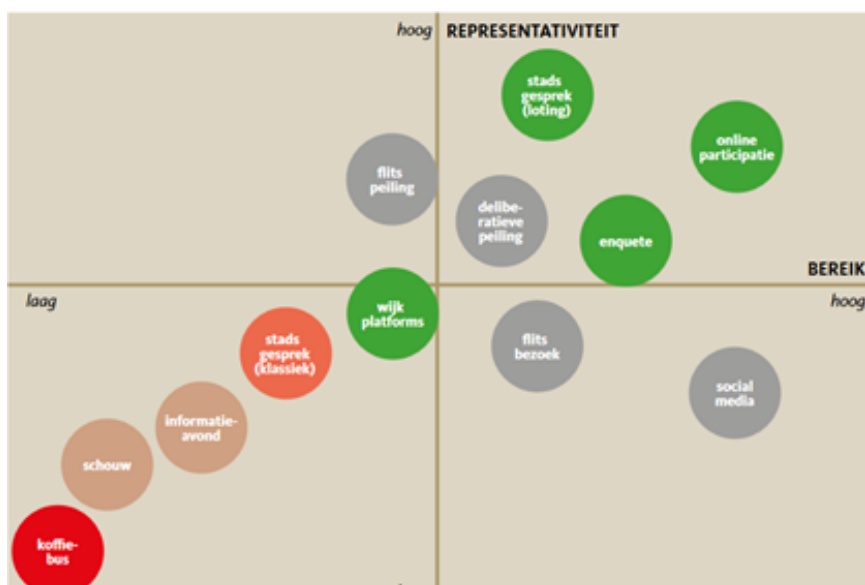 hoog
REPRESENTATIVITEIT
stads
gesprek
(loting)
online
participatie
flits
peiling
delibe-
ratieve
peiling
enquete
BEREIK
laag
hoog
wijk
platforms
stads
gesprek
(klassiek)
flits
bezoek
social
media
informatie-
avond
schouw
koffie-
bus